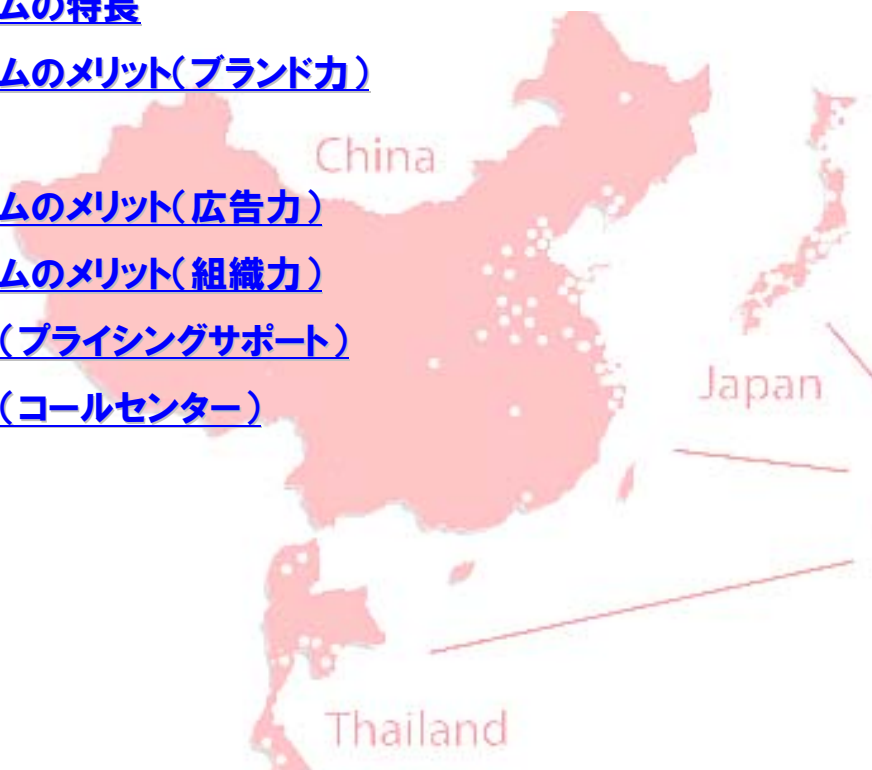 ムの特長
ムのメリット（ブランド力）
China
ムのメリット（広告力）
ムのメリット（組織力）
（プライシングサポート）
Japan
（コールセンター）
Thailand